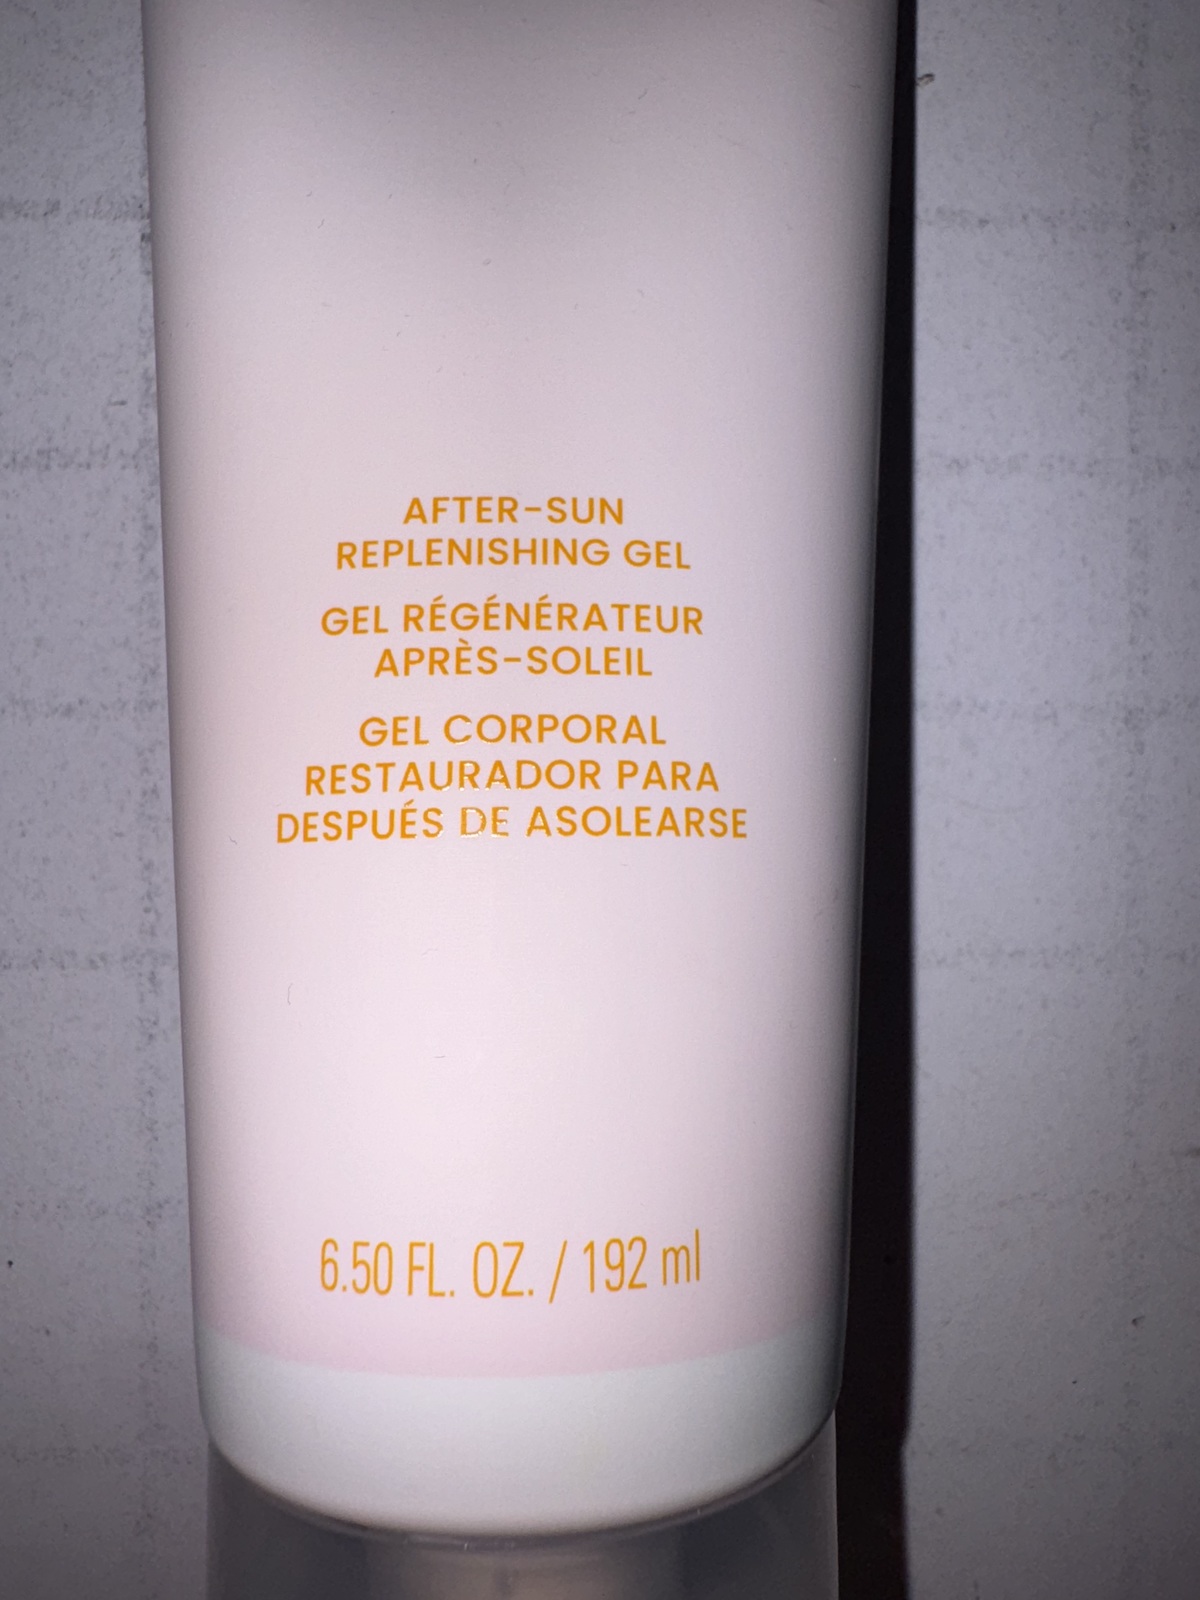 AFTER-SUN
REPLENISHING GEL
GEL RÉGÉNÉRATEUR
APRÈS-SOLEIL
GEL CORPORAL
RESTAURADOR PARA
DESPUÉS DE ASOLEARSE
6.50 FL. OZ. / 192 ml